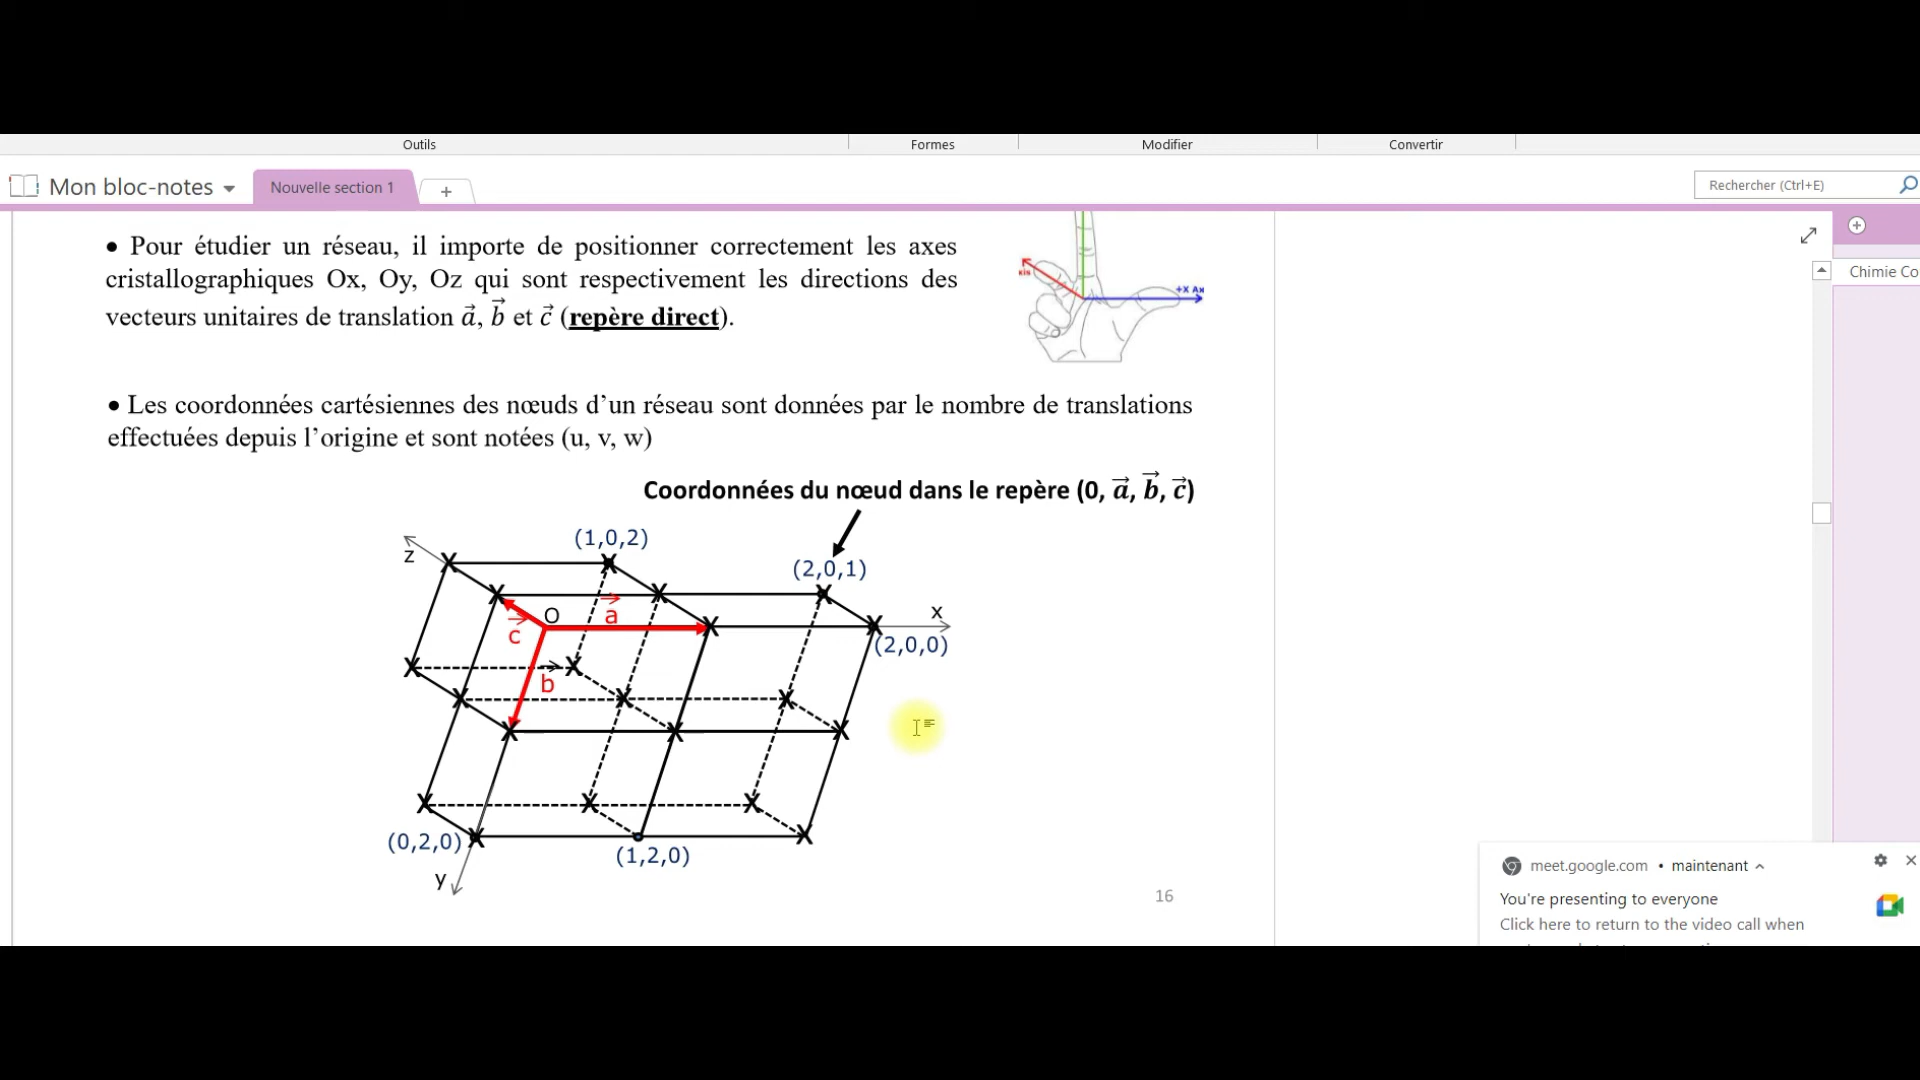 Outils Formes Modifier Convertir
Mon bloc-notes Nouvelle section 1 + Rechercher (Ctrl+E)
• Pour étudier un réseau, il importe de positionner correctement les axes
cristallographiques Ox, Oy, Oz qui sont respectivement les directions des
vecteurs unitaires de translation a⃗, b⃗ et c⃗ (repère direct).
+X Ax
Chimie Co
• Les coordonnées cartésiennes des nœuds d’un réseau sont données par le nombre de translations
effectuées depuis l’origine et sont notées (u, v, w)
Coordonnées du nœud dans le repère (0, a⃗, b⃗, c⃗)
(1,0,2)
z
(2,0,1)
O a⃗ x
c⃗
(2,0,0)
b⃗
(0,2,0)
(1,2,0)
y
16
meet.google.com • maintenant
You're presenting to everyone
Click here to return to the video call when